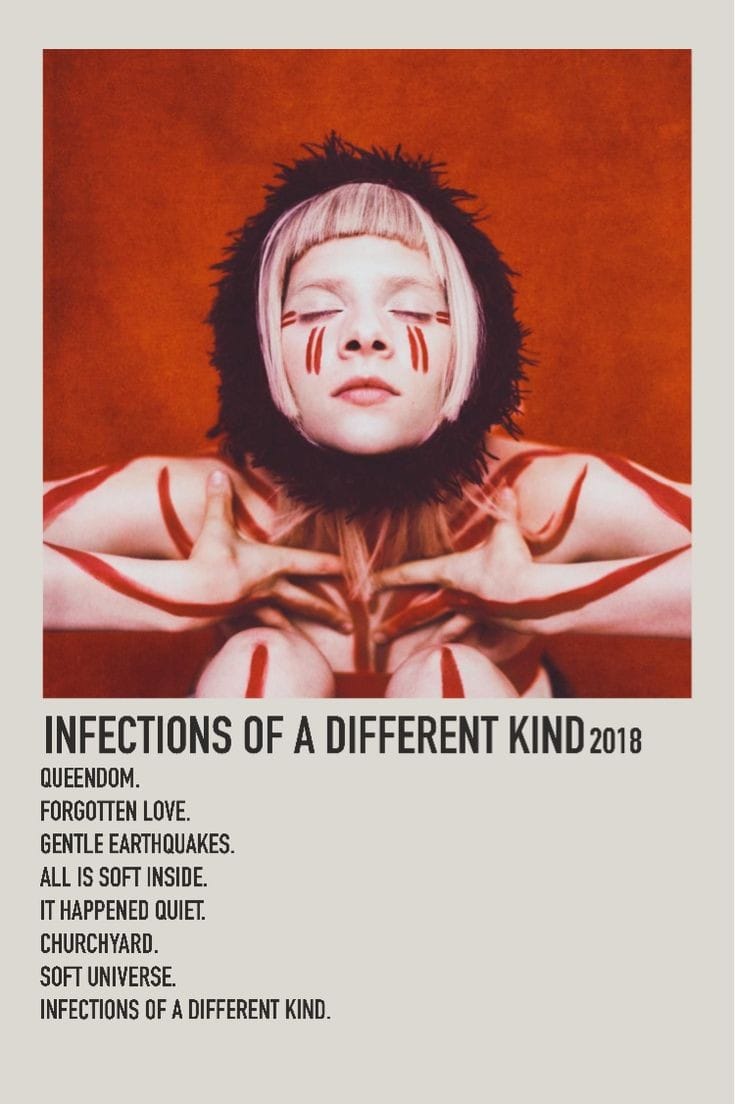 INFECTIONS OF A DIFFERENT KIND 2018
QUEENDOM.
FORGOTTEN LOVE.
GENTLE EARTHQUAKES.
ALL IS SOFT INSIDE.
IT HAPPENED QUIET.
CHURCHYARD.
SOFT UNIVERSE.
INFECTIONS OF A DIFFERENT KIND.